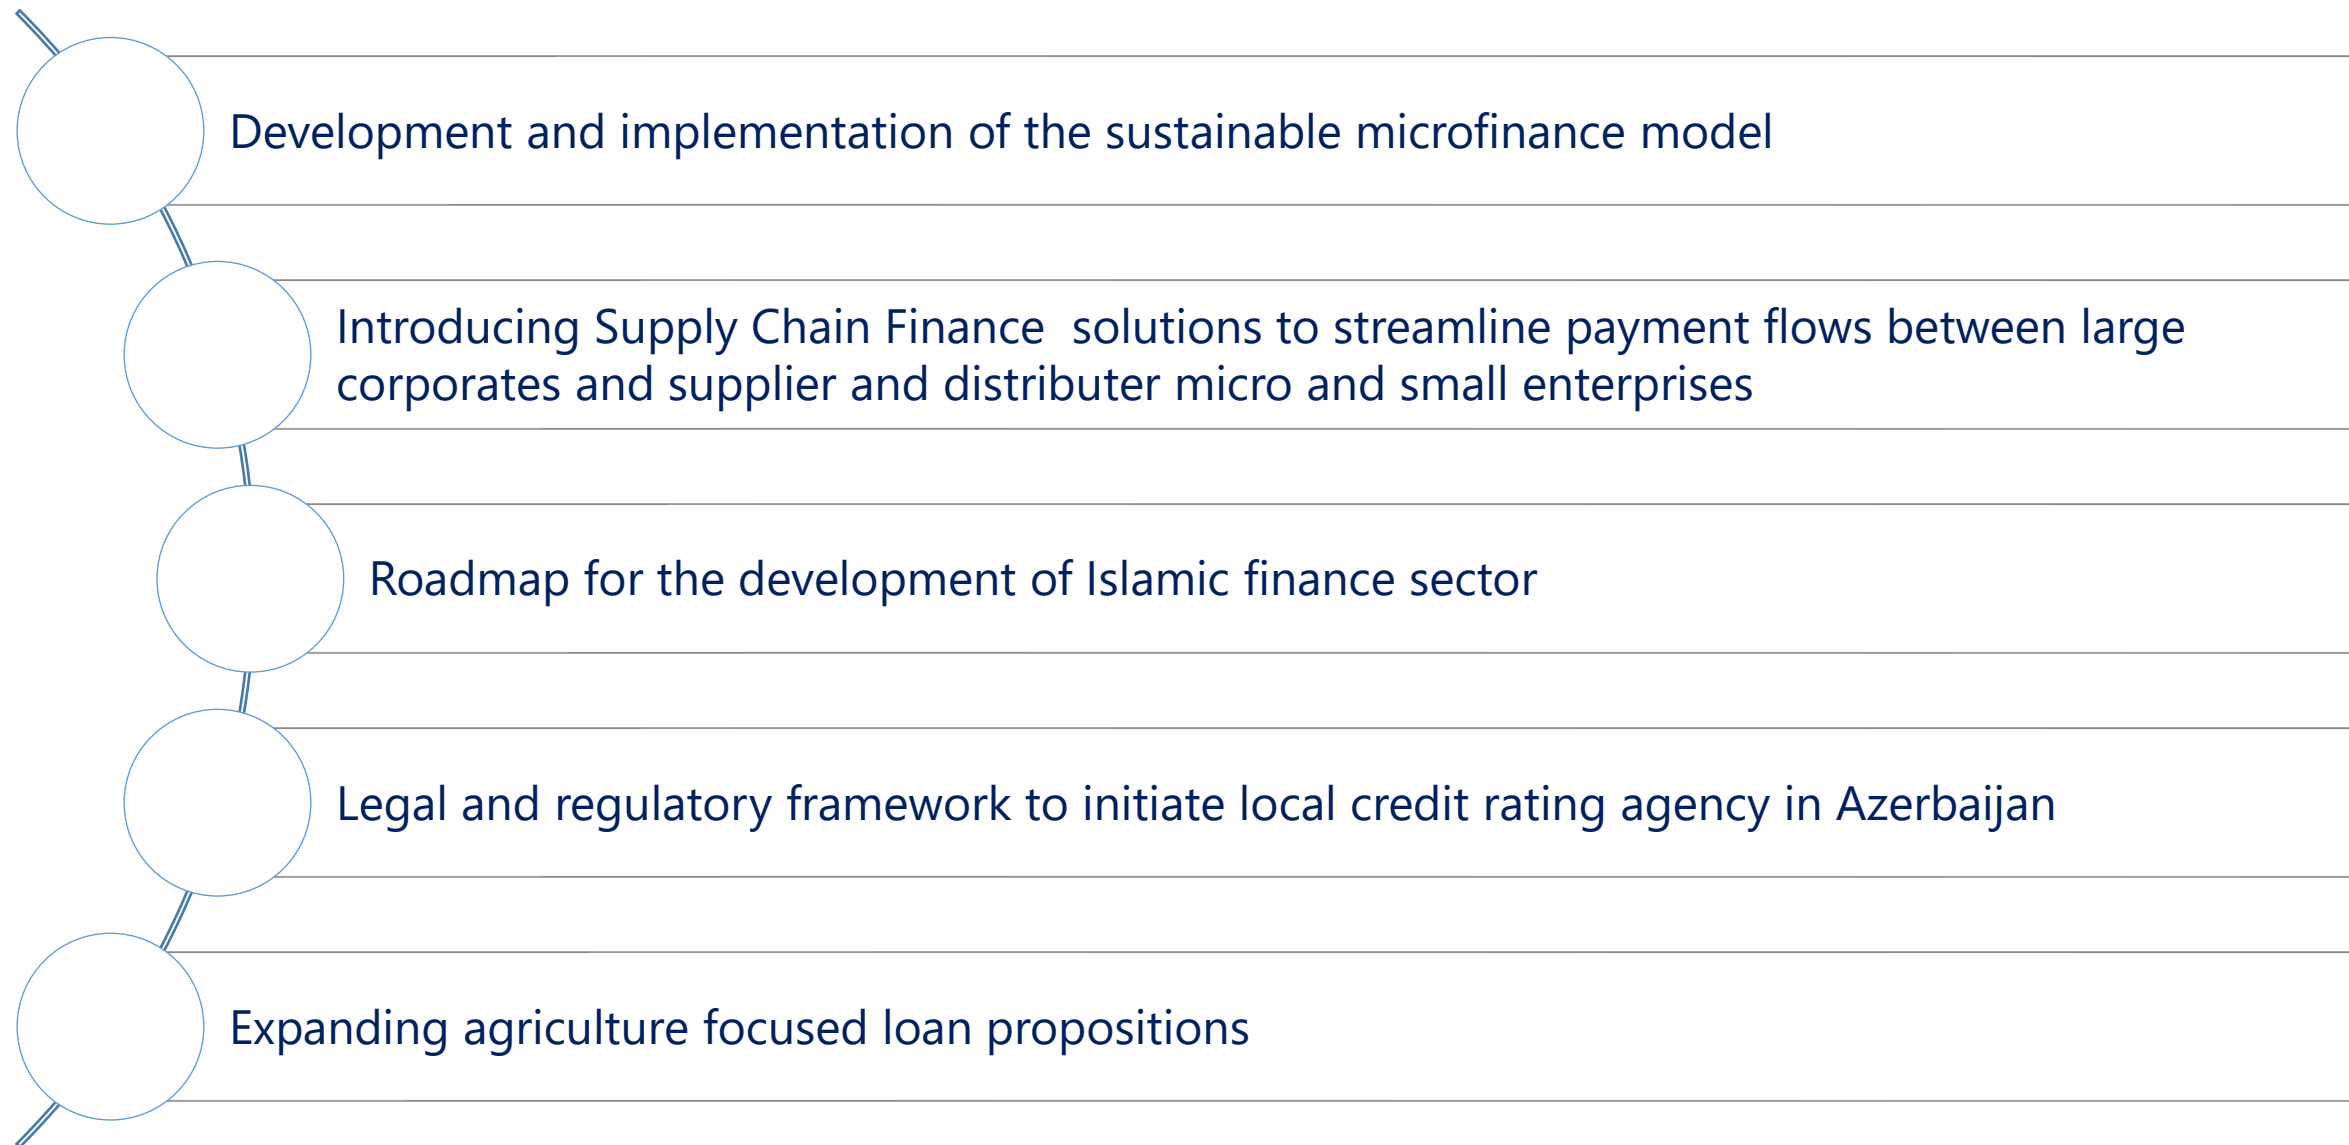 Development and implementation of the sustainable microfinance model
Introducing Supply Chain Finance  solutions to streamline payment flows between large
corporates and supplier and distributer micro and small enterprises
Roadmap for the development of Islamic finance sector
Legal and regulatory framework to initiate local credit rating agency in Azerbaijan
Expanding agriculture focused loan propositions